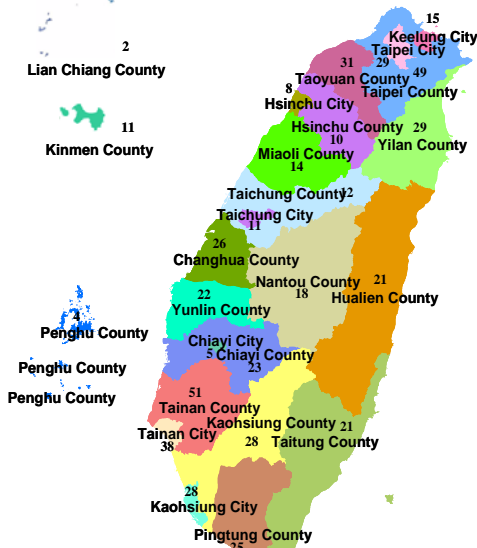 15
Keelung City
Taipei City
2
29
Lian Chiang County
31
49
Taoyuan County
Taipei County
8
Hsinchu City
11
Hsinchu County
29
10
Yilan County
Kinmen County
Miaoli County
14
Taichung County
12
Taichung City
11
26
Changhua County
Nantou County
21
18
Hualien County
22
Yunlin County
4
Penghu County
Chiayi City
5
Chiayi County
23
Penghu County
51
Penghu County
Tainan County
Kaohsiung County
21
Tainan City
28
Taitung County
38
28
Kaohsiung City
Pingtung County